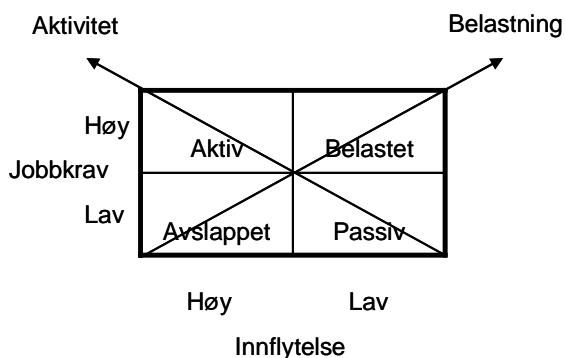 Aktivitet
Belastning
Høy
Aktiv
Belastet
Jobbkrav
Lav
Avslappet
Passiv
Høy
Lav
Innflytelse